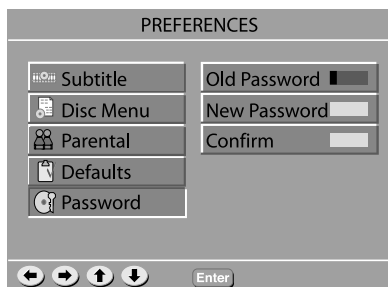 PREFERENCES
Subtitle
Disc Menu
Parental
Defaults
Password
Old Password
New Password
Confirm
Enter